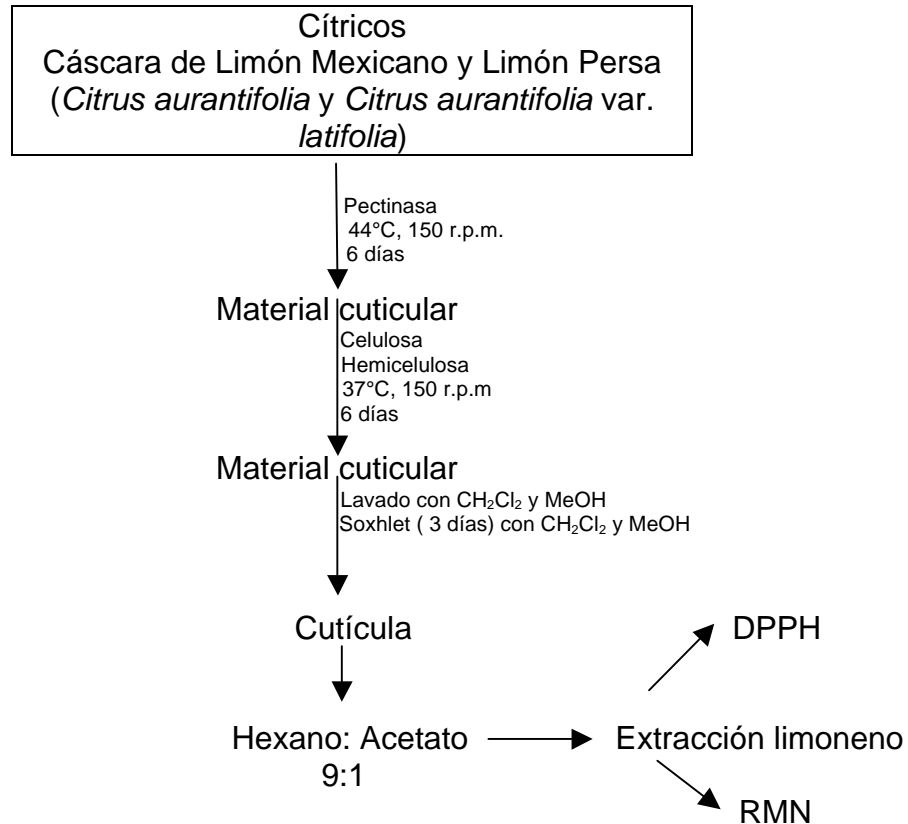 Cítricos
Cáscara de Limón Mexicano y Limón Persa
(Citrus aurantifolia y Citrus aurantifolia var.
latifolia)
Pectinasa
44°C, 150 r.p.m.
6 días
Material cuticular
Celulosa
Hemicelulosa
37°C, 150 r.p.m
6 días
Material cuticular
Lavado con CH₂Cl₂ y MeOH
Soxhlet ( 3 días) con CH₂Cl₂ y MeOH
Cutícula
DPPH
Hexano: Acetato
9:1
Extracción limoneno
RMN